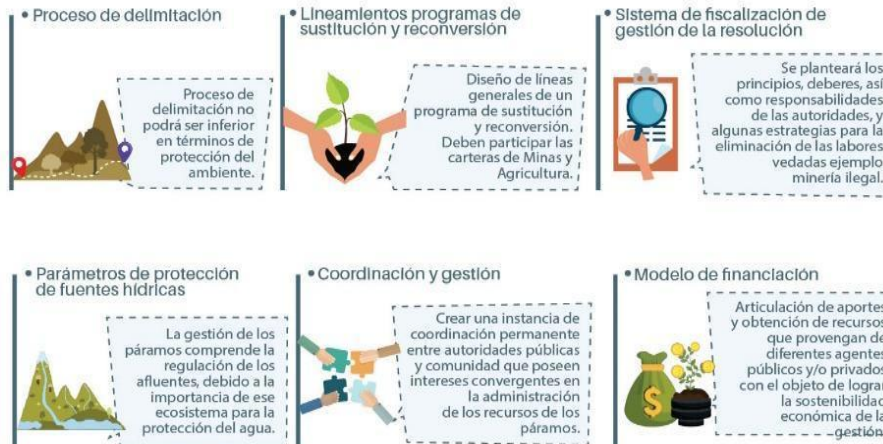 • Proceso de delimitación
Proceso de
delimitación no
podrá ser inferior
en términos de
protección del
ambiente.
• Lineamientos programas de
sustitución y reconversión
Diseño de líneas
generales de un
programa de sustitución
y reconversión.
Deben participar las
carteras de Minas y
Agricultura.
• Sistema de fiscalización de
gestión de la resolución
Se planteará los
principios, deberes, así
como responsabilidades
de las autoridades, y
algunas estrategias para la
eliminación de las labores
vedadas ejemplo
minería ilegal.
• Parámetros de protección
de fuentes hídricas
La gestión de los
páramos comprende la
regulación de los
afluentes, debido a la
importancia de ese
ecosistema para la
protección del agua.
• Coordinación y gestión
Crear una instancia de
coordinación permanente
entre autoridades públicas
y comunidad que poseen
intereses convergentes en
la administración
de los recursos de los
páramos.
• Modelo de financiación
Articulación de aportes
y obtención de recursos
que provengan de
diferentes agentes
públicos y/o privados
con el objeto de lograr
la sostenibilidad
económica de la
gestión
$